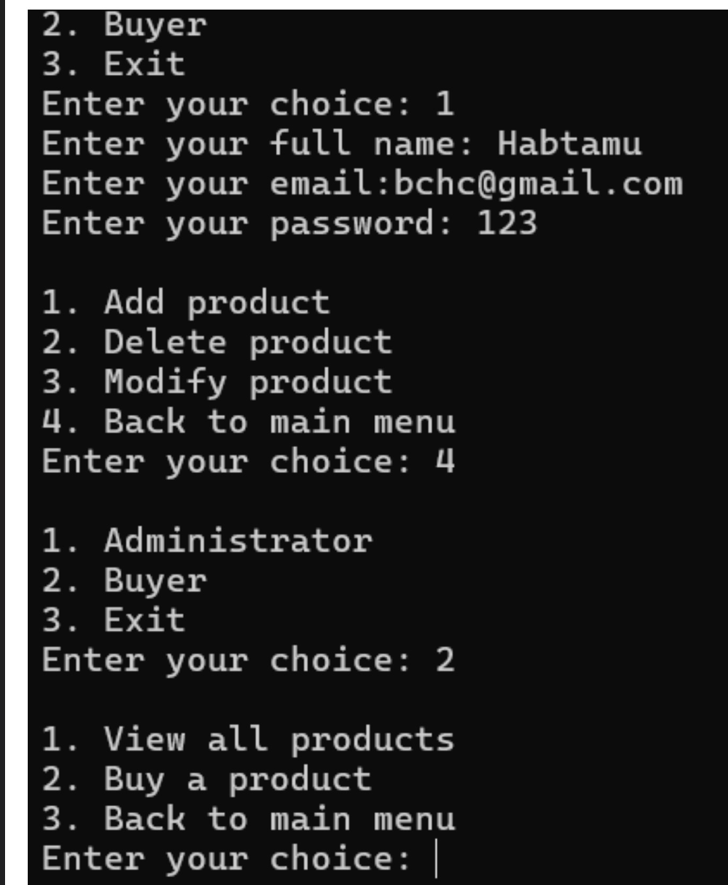 2. Buyer
3. Exit
Enter your choice: 1
Enter your full name: Habtamu
Enter your email:bchc@gmail.com
Enter your password: 123
1. Add product
2. Delete product
3. Modify product
4. Back to main menu
Enter your choice: 4
1. Administrator
2. Buyer
3. Exit
Enter your choice: 2
1. View all products
2. Buy a product
3. Back to main menu
Enter your choice: